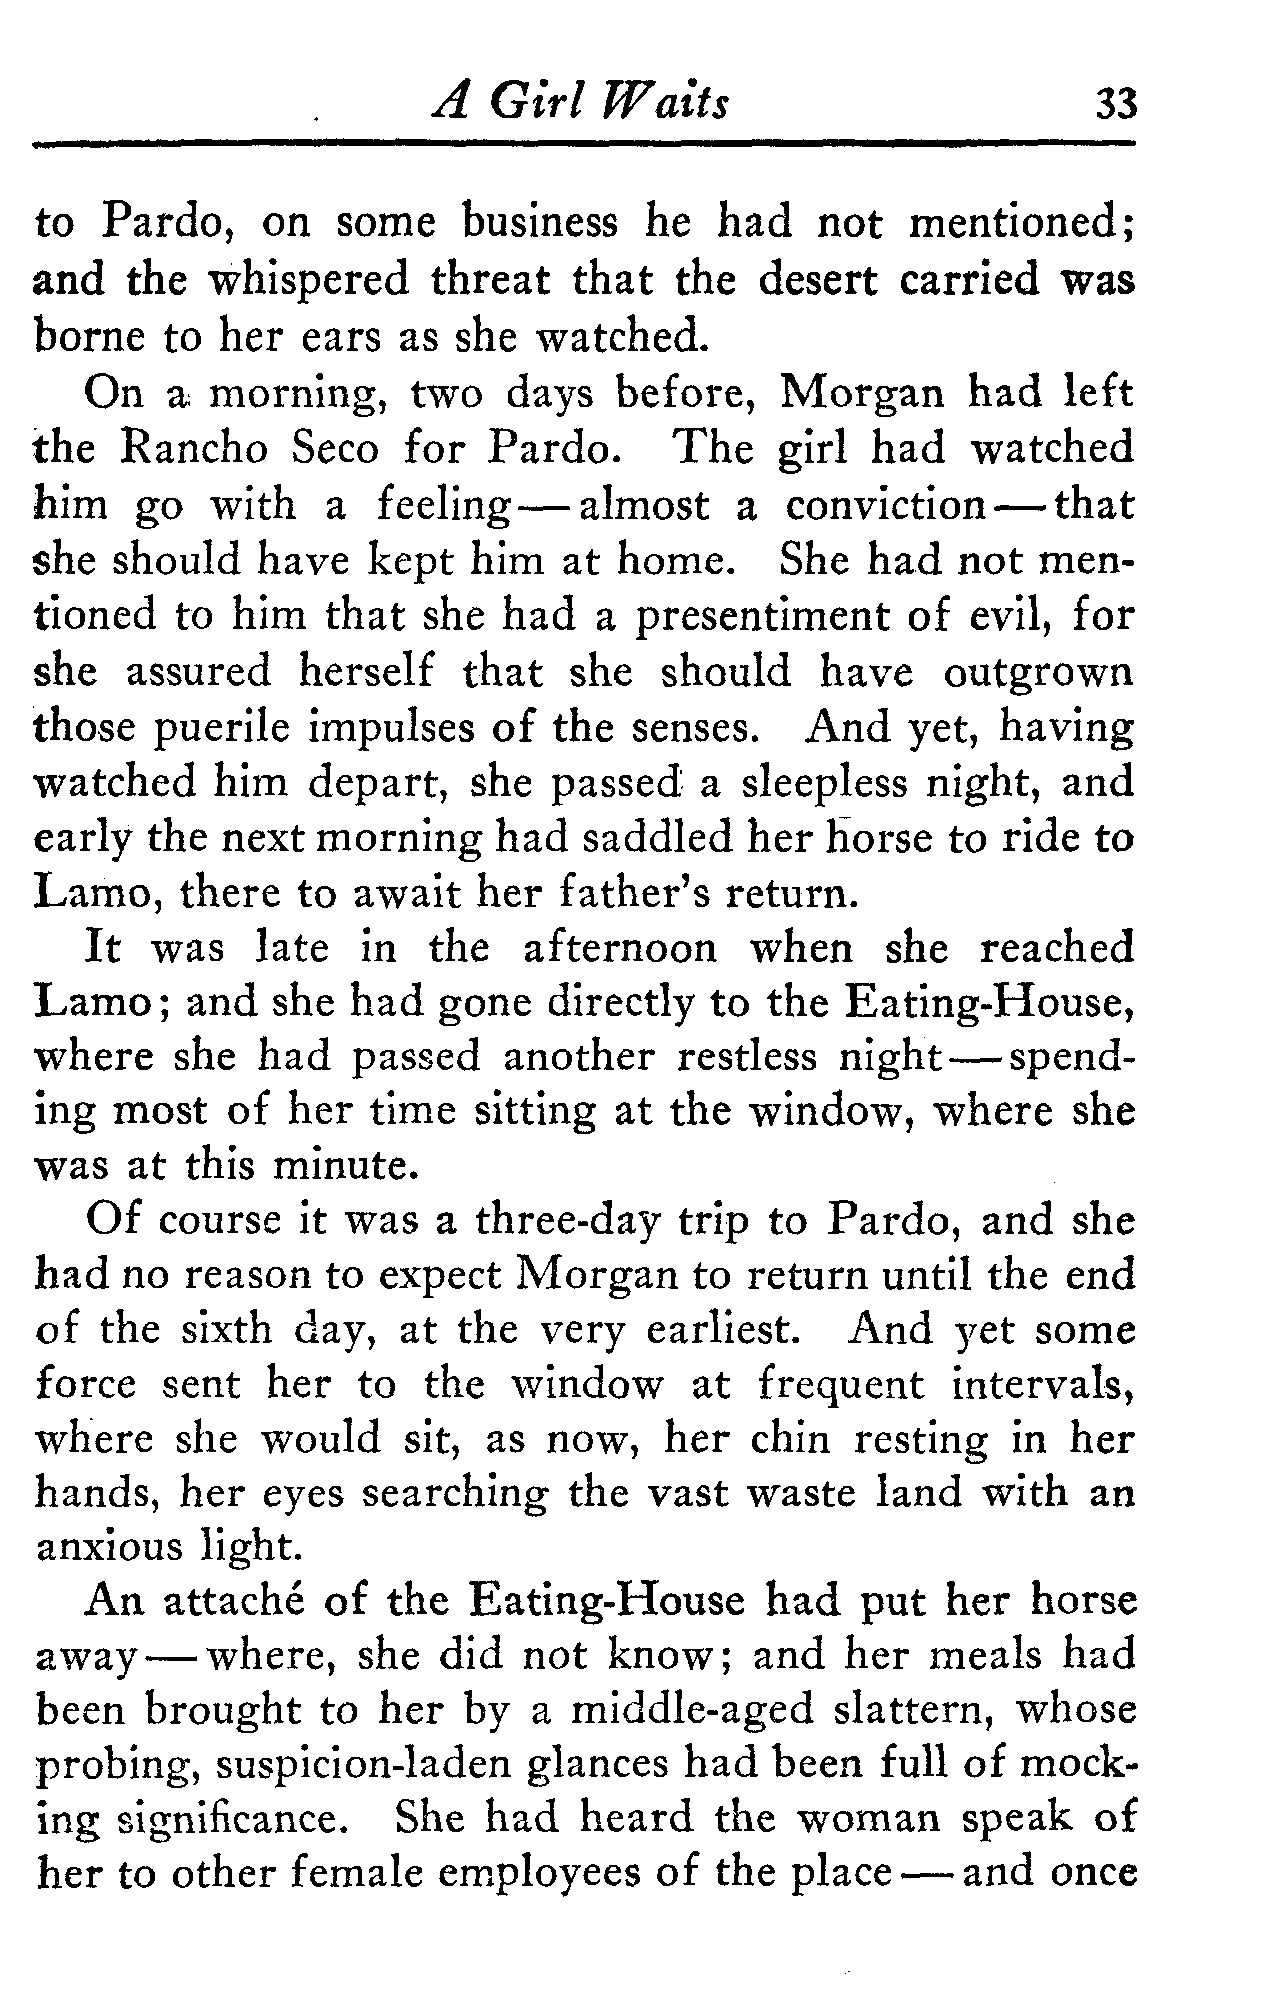 A Girl Waits 33
to Pardo, on some business he had not mentioned;
and the whispered threat that the desert carried was
borne to her ears as she watched.
On a morning, two days before, Morgan had left
the Rancho Seco for Pardo. The girl had watched
him go with a feeling—almost a conviction—that
she should have kept him at home. She had not men-
tioned to him that she had a presentiment of evil, for
she assured herself that she should have outgrown
those puerile impulses of the senses. And yet, having
watched him depart, she passed a sleepless night, and
early the next morning had saddled her horse to ride to
Lamo, there to await her father's return.
It was late in the afternoon when she reached
Lamo; and she had gone directly to the Eating-House,
where she had passed another restless night—spend-
ing most of her time sitting at the window, where she
was at this minute.
Of course it was a three-day trip to Pardo, and she
had no reason to expect Morgan to return until the end
of the sixth day, at the very earliest. And yet some
force sent her to the window at frequent intervals,
where she would sit, as now, her chin resting in her
hands, her eyes searching the vast waste land with an
anxious light.
An attaché of the Eating-House had put her horse
away—where, she did not know; and her meals had
been brought to her by a middle-aged slattern, whose
probing, suspicion-laden glances had been full of mock-
ing significance. She had heard the woman speak of
her to other female employees of the place—and once